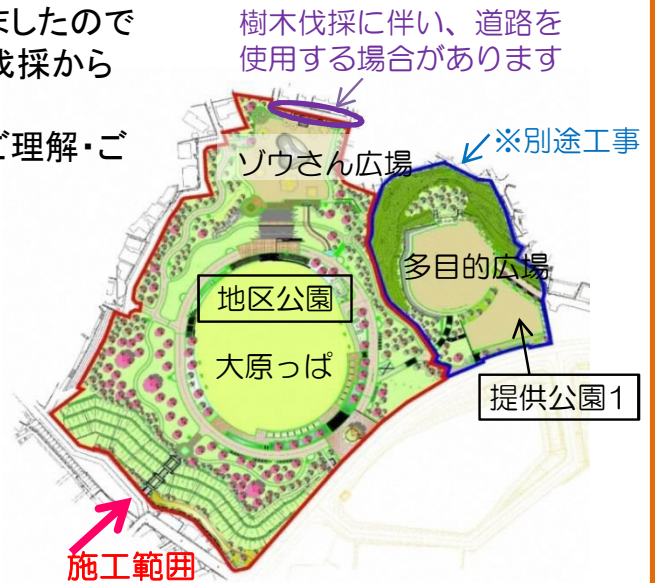 ましたので
伐採から
ご理解・ご
樹木伐採に伴い、道路を
使用する場合があります
※別途工事
ゾウさん広場
多目的広場
地区公園
大原っぱ
提供公園1
施工範囲